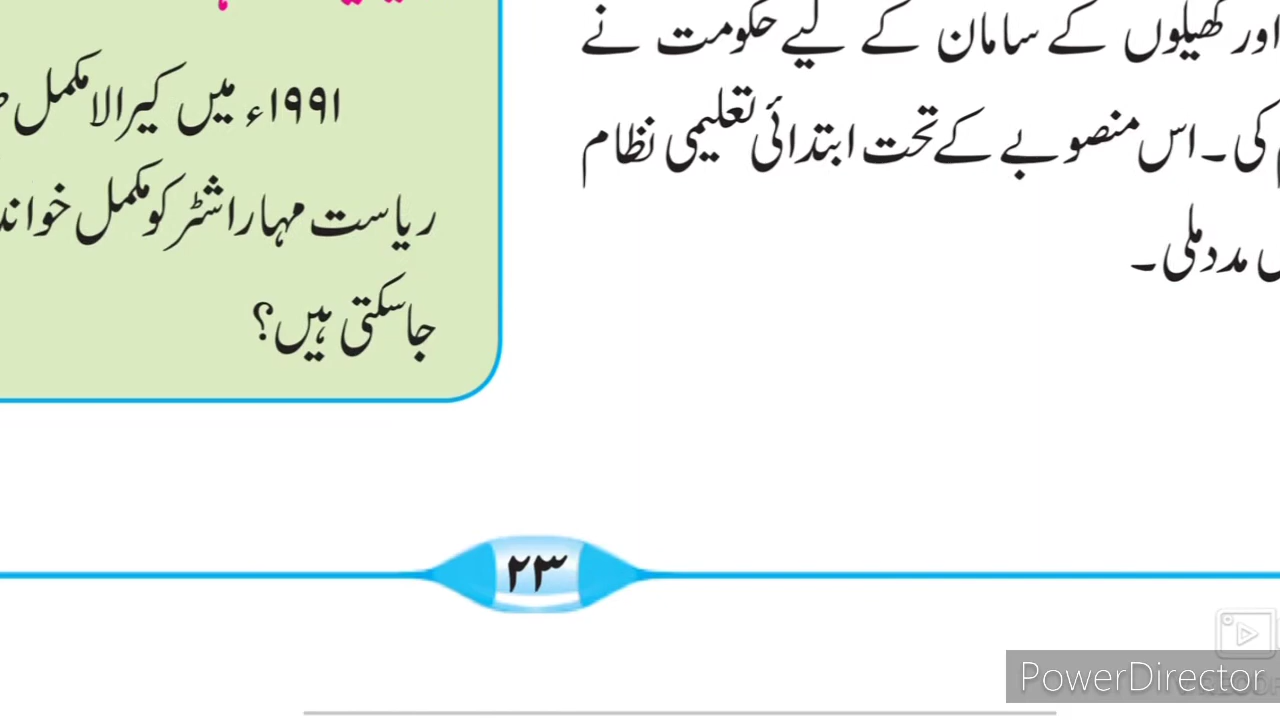 اور کھیلوں کے سامان کے لیے حکومت نے
کی۔ اس منصوبے کے تحت ابتدائی تعلیمی نظام
مدد ملی۔
۱۹۹۱ء میں کیرالا مکمل
ریاست مہاراشٹر کو مکمل
جاسکتی ہیں؟
۲۳
PowerDirector